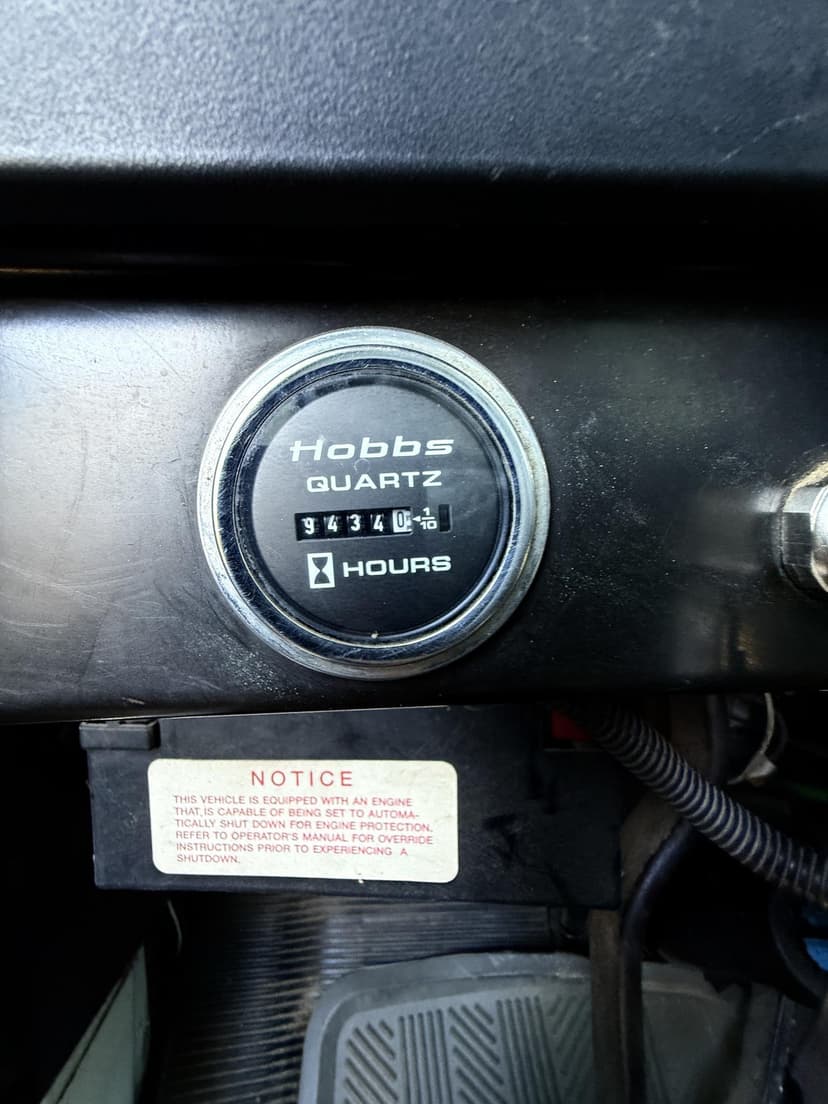 Hobbs
QUARTZ
94340 1/10
HOURS
NOTICE
THIS VEHICLE IS EQUIPPED WITH AN ENGINE
THAT IS CAPABLE OF BEING SET TO AUTOMA-
TICALLY SHUT DOWN FOR ENGINE PROTECTION.
REFER TO OPERATOR'S MANUAL FOR OVERRIDE
INSTRUCTIONS PRIOR TO EXPERIENCING A
SHUTDOWN.